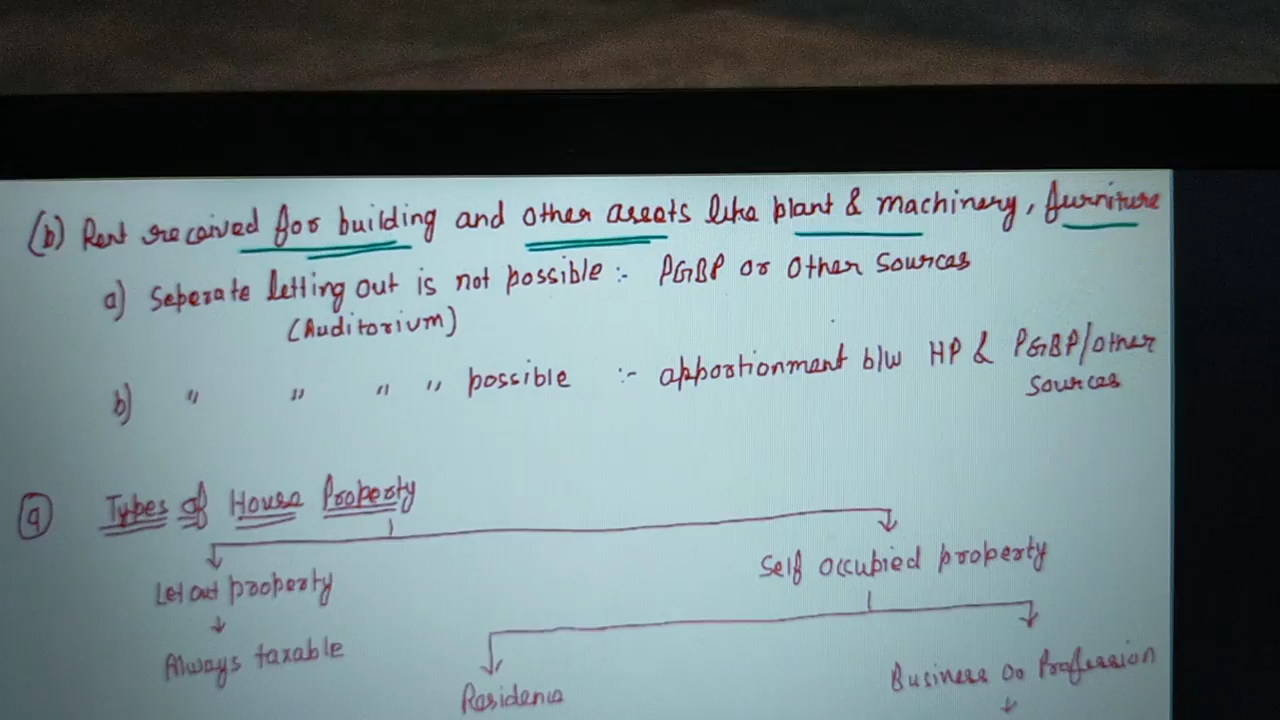 (b) Rent received for building and other assets like plant & machinery, furniture
a) Seperate letting out is not possible :- PGBP or Other Sources
(Auditorium)
b) " " " " possible :- apportionment b/w HP & PGBP/other
Sources
9 Types of House Property
Let out property Self occupied property
Always taxable
Residence Business or Profession